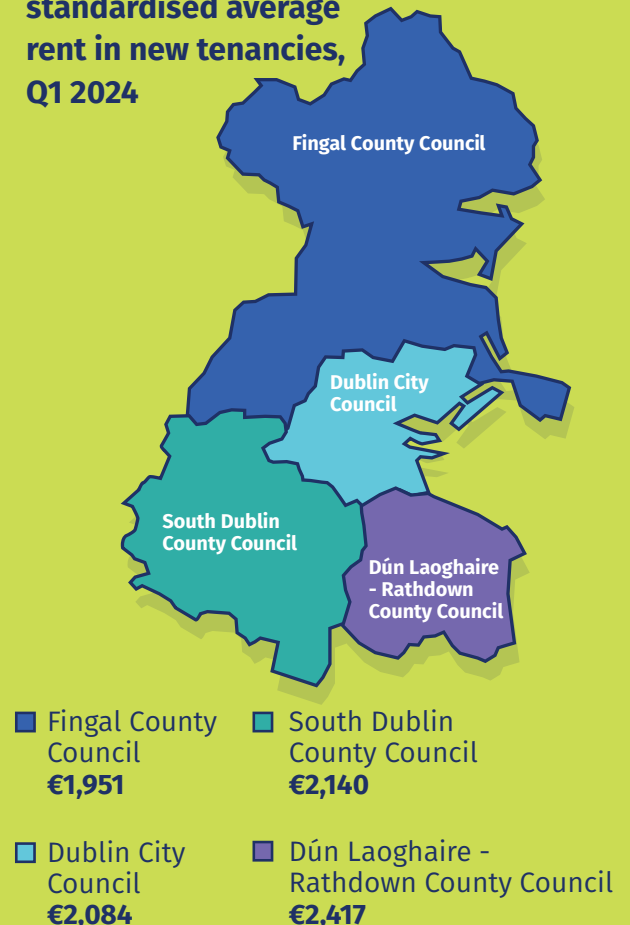 standardised average
rent in new tenancies,
Q1 2024
Fingal County Council
Dublin City
Council
South Dublin
County Council
Dún Laoghaire
- Rathdown
County Council
Fingal County
Council
€1,951
South Dublin
County Council
€2,140
Dublin City
Council
€2,084
Dún Laoghaire -
Rathdown County Council
€2,417